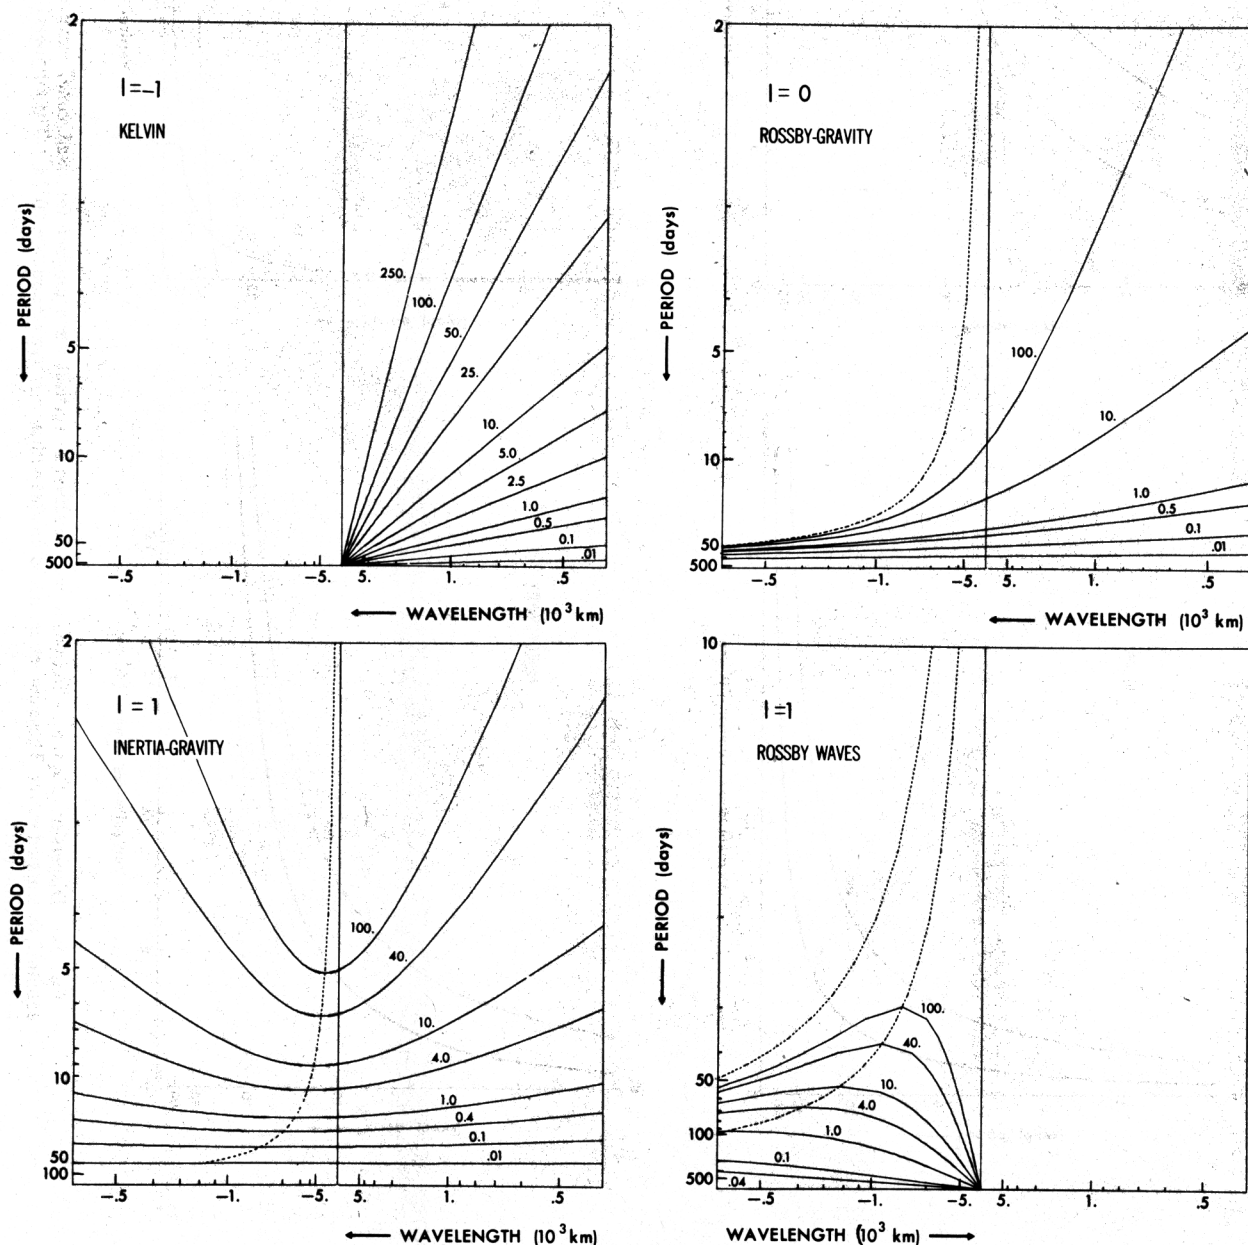 2
l=-1
KELVIN
PERIOD (days)
250.
100.
50.
25.
5
10.
5.0
10
2.5
1.0
0.5
50
0.1
500
.01
-.5 -1. -5. 5. 1. .5
WAVELENGTH (10³ km)
2
l= 0
ROSSBY-GRAVITY
PERIOD (days)
5
100.
10.
10
1.0
0.5
0.1
50
.01
500
-.5 -1. -5. 5. 1. .5
WAVELENGTH (10³ km)
2
l = 1
INERTIA-GRAVITY
PERIOD (days)
100.
40.
5
10.
4.0
10
1.0
0.4
0.1
50
.01
100
-.5 -1. -5. 5. 1. .5
WAVELENGTH (10³ km)
10
l=1
ROSSBY WAVES
PERIOD (days)
100.
40.
50
10.
4.0
100
1.0
0.1
500
.04
-.5 -1. -5. 5. 1. .5
WAVELENGTH (10³ km)